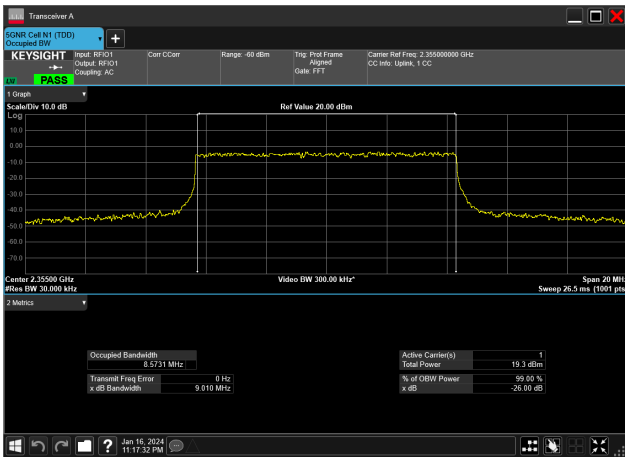 Transceiver A
5GNR Cell N1 (TDD)
Occupied BW
KEYSIGHT
Input: RFIO1
Output: RFIO1
Coupling: AC
Corr CCorr
Range: -60 dBm
Trig: Prot Frame
Aligned
Gate: FFT
Carrier Ref Freq: 2.355000000 GHz
CC Info: Uplink, 1 CC
LXI
PASS
1 Graph
Scale/Div 10.0 dB
Ref Value 20.00 dBm
Log
10.0
0.00
-10.0
-20.0
-30.0
-40.0
-50.0
-60.0
-70.0
Center 2.35500 GHz
Video BW 300.00 kHz*
Span 20 MHz
#Res BW 30.000 kHz
Sweep 26.5 ms (1001 pts
2 Metrics
Occupied Bandwidth
8.5731 MHz
Active Carrier(s) 1
Total Power 19.3 dBm
Transmit Freq Error 0 Hz
x dB Bandwidth 9.010 MHz
% of OBW Power 99.00 %
x dB -26.00 dB
Jan 16, 2024
11:17:32 PM